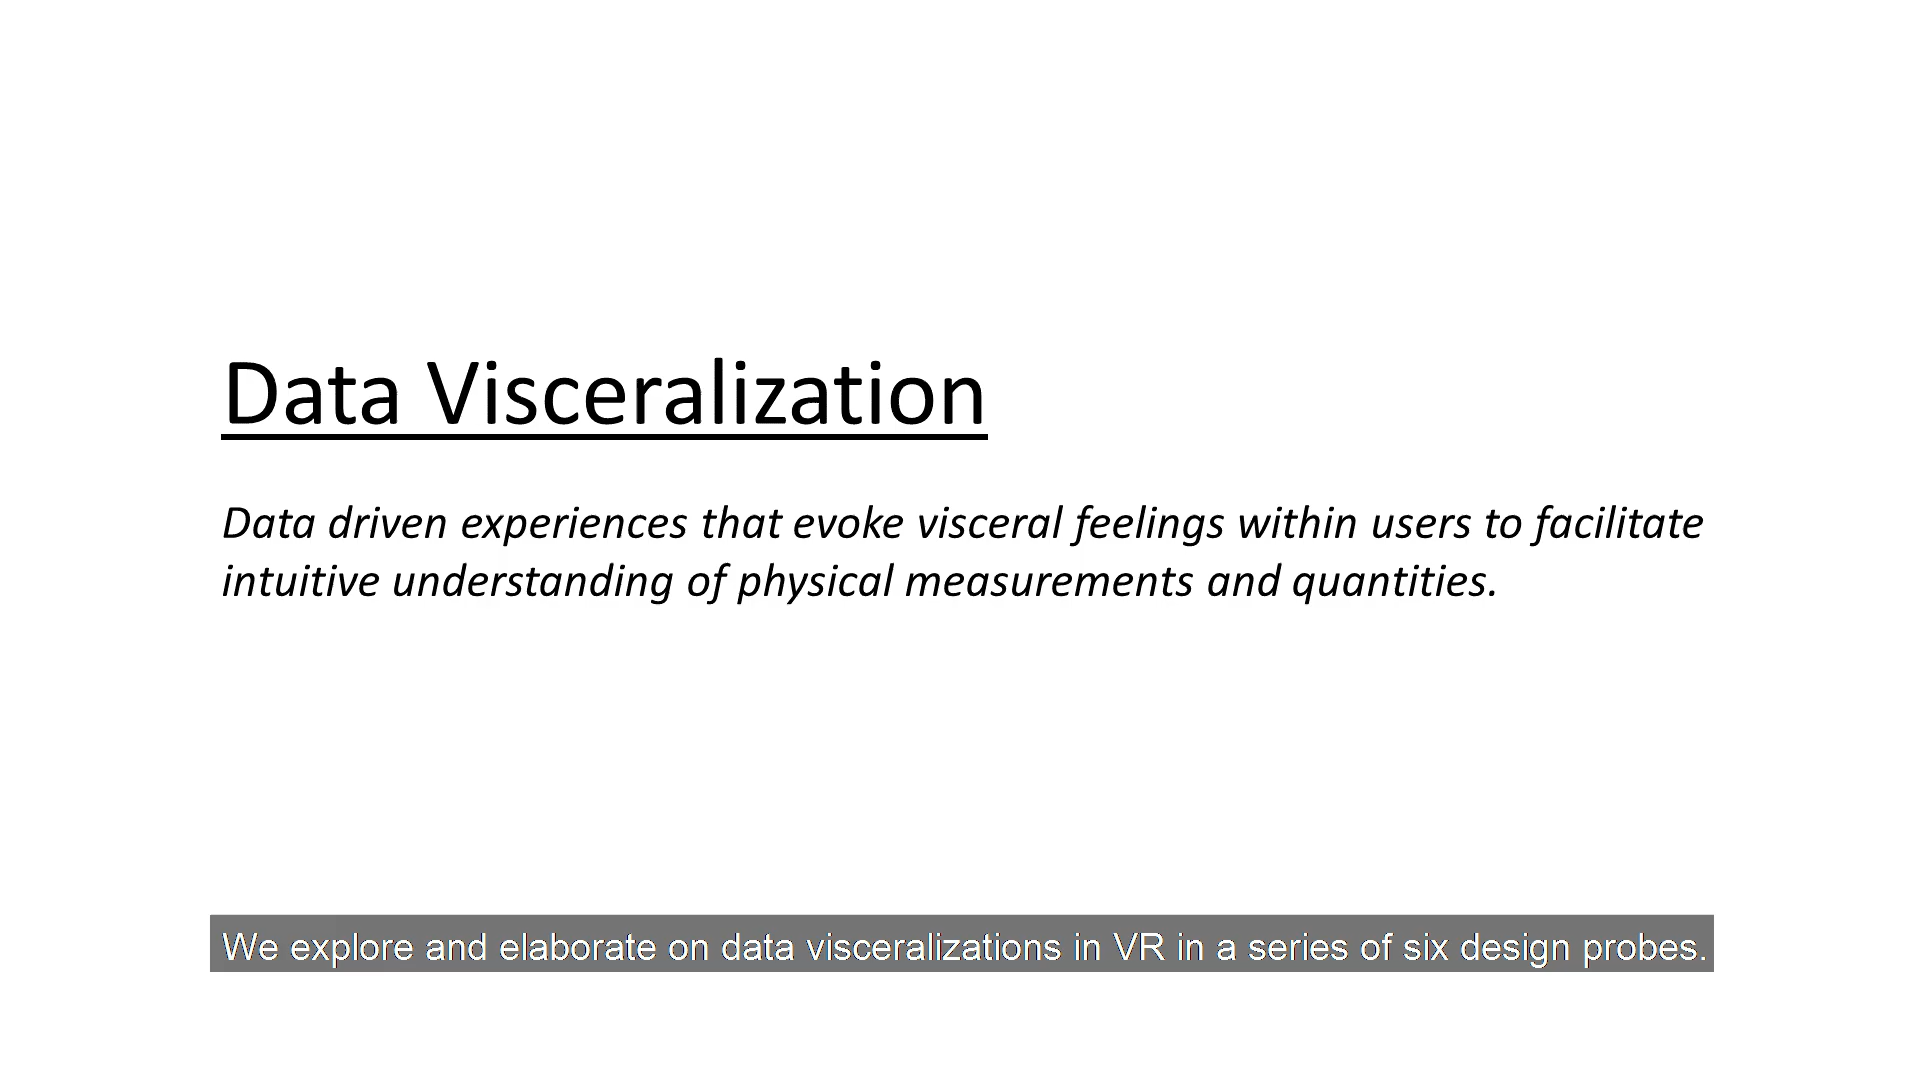 Data Visceralization
Data driven experiences that evoke visceral feelings within users to facilitate
intuitive understanding of physical measurements and quantities.
We explore and elaborate on data visceralizations in VR in a series of six design probes.